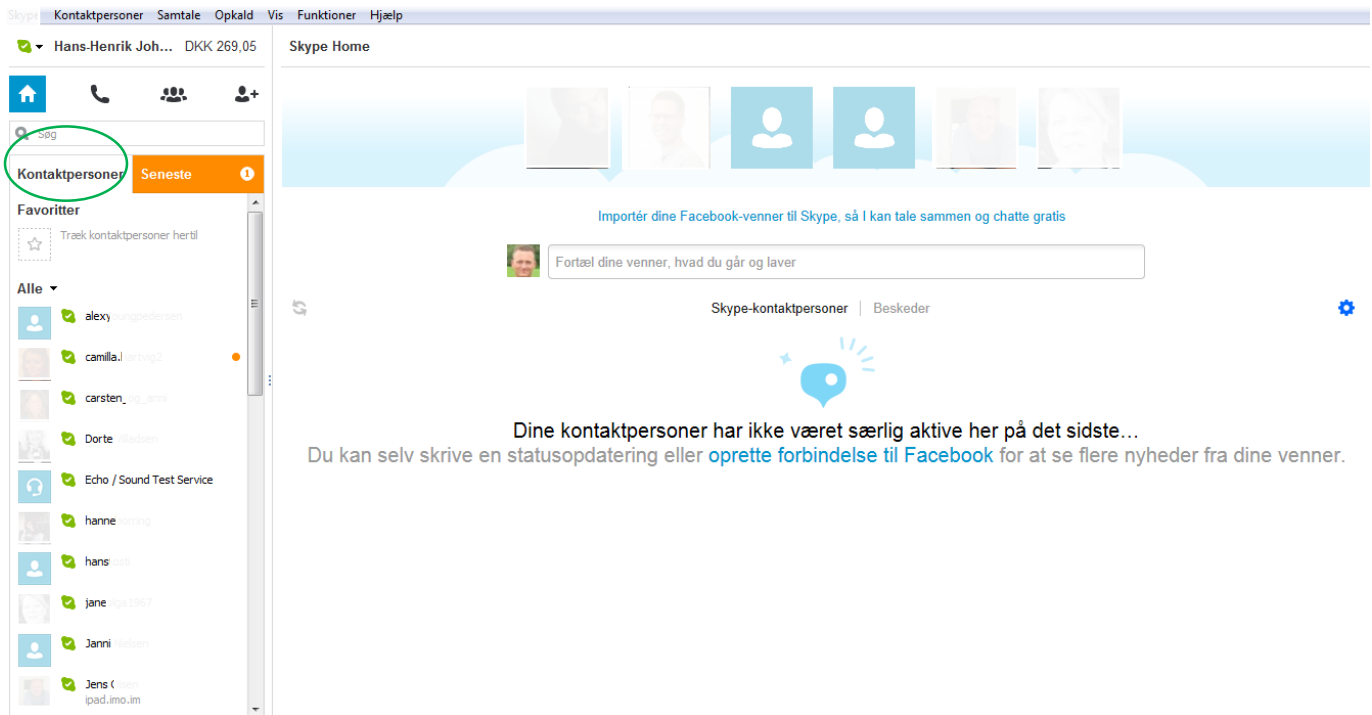 Skype Kontaktpersoner Samtale Opkald Vis Funktioner Hjælp
Hans-Henrik Joh... DKK 269,05
Skype Home
Søg
Kontaktpersoner Seneste 1
Favoritter
Træk kontaktpersoner hertil
Alle
alexy
camilla.
carsten_
Dorte
Echo / Sound Test Service
hanne
hans
jane
Janni
Jens
ipad.imo.im
Importér dine Facebook-venner til Skype, så I kan tale sammen og chatte gratis
Fortæl dine venner, hvad du går og laver
Skype-kontaktpersoner Beskeder
Dine kontaktpersoner har ikke været særlig aktive her på det sidste...
Du kan selv skrive en statusopdatering eller oprette forbindelse til Facebook for at se flere nyheder fra dine venner.